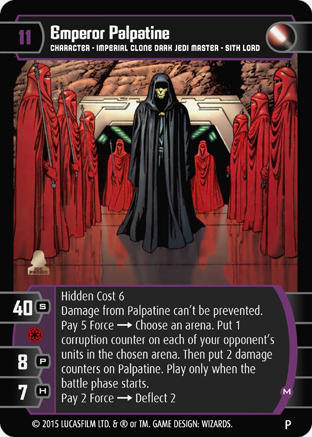 11 Emperor Palpatine
CHARACTER - IMPERIAL CLONE DARK JEDI MASTER - SITH LORD
40 S
8 P
7 H
Hidden Cost 6
Damage from Palpatine can't be prevented.
Pay 5 Force → Choose an arena. Put 1
corruption counter on each of your opponent's
units in the chosen arena. Then put 2 damage
counters on Palpatine. Play only when the
battle phase starts.
Pay 2 Force → Deflect 2
M
© 2015 LUCASFILM LTD. & ® or TM. GAME DESIGN: WIZARDS.
P